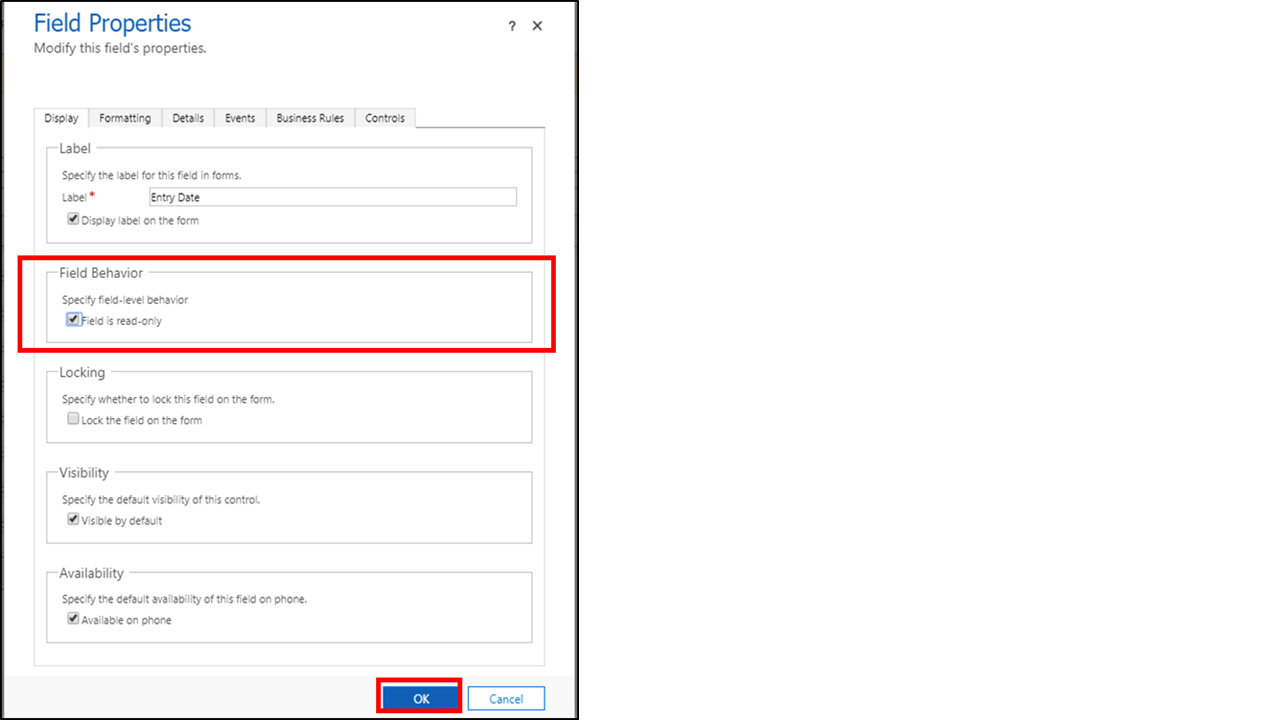 Field Properties
? ✕
Modify this field's properties.
Display Formatting Details Events Business Rules Controls
Label
Specify the label for this field in forms.
Label * Entry Date
Display label on the form
Field Behavior
Specify field-level behavior
Field is read-only
Locking
Specify whether to lock this field on the form.
Lock the field on the form
Visibility
Specify the default visibility of this control.
Visible by default
Availability
Specify the default availability of this field on phone.
Available on phone
OK Cancel